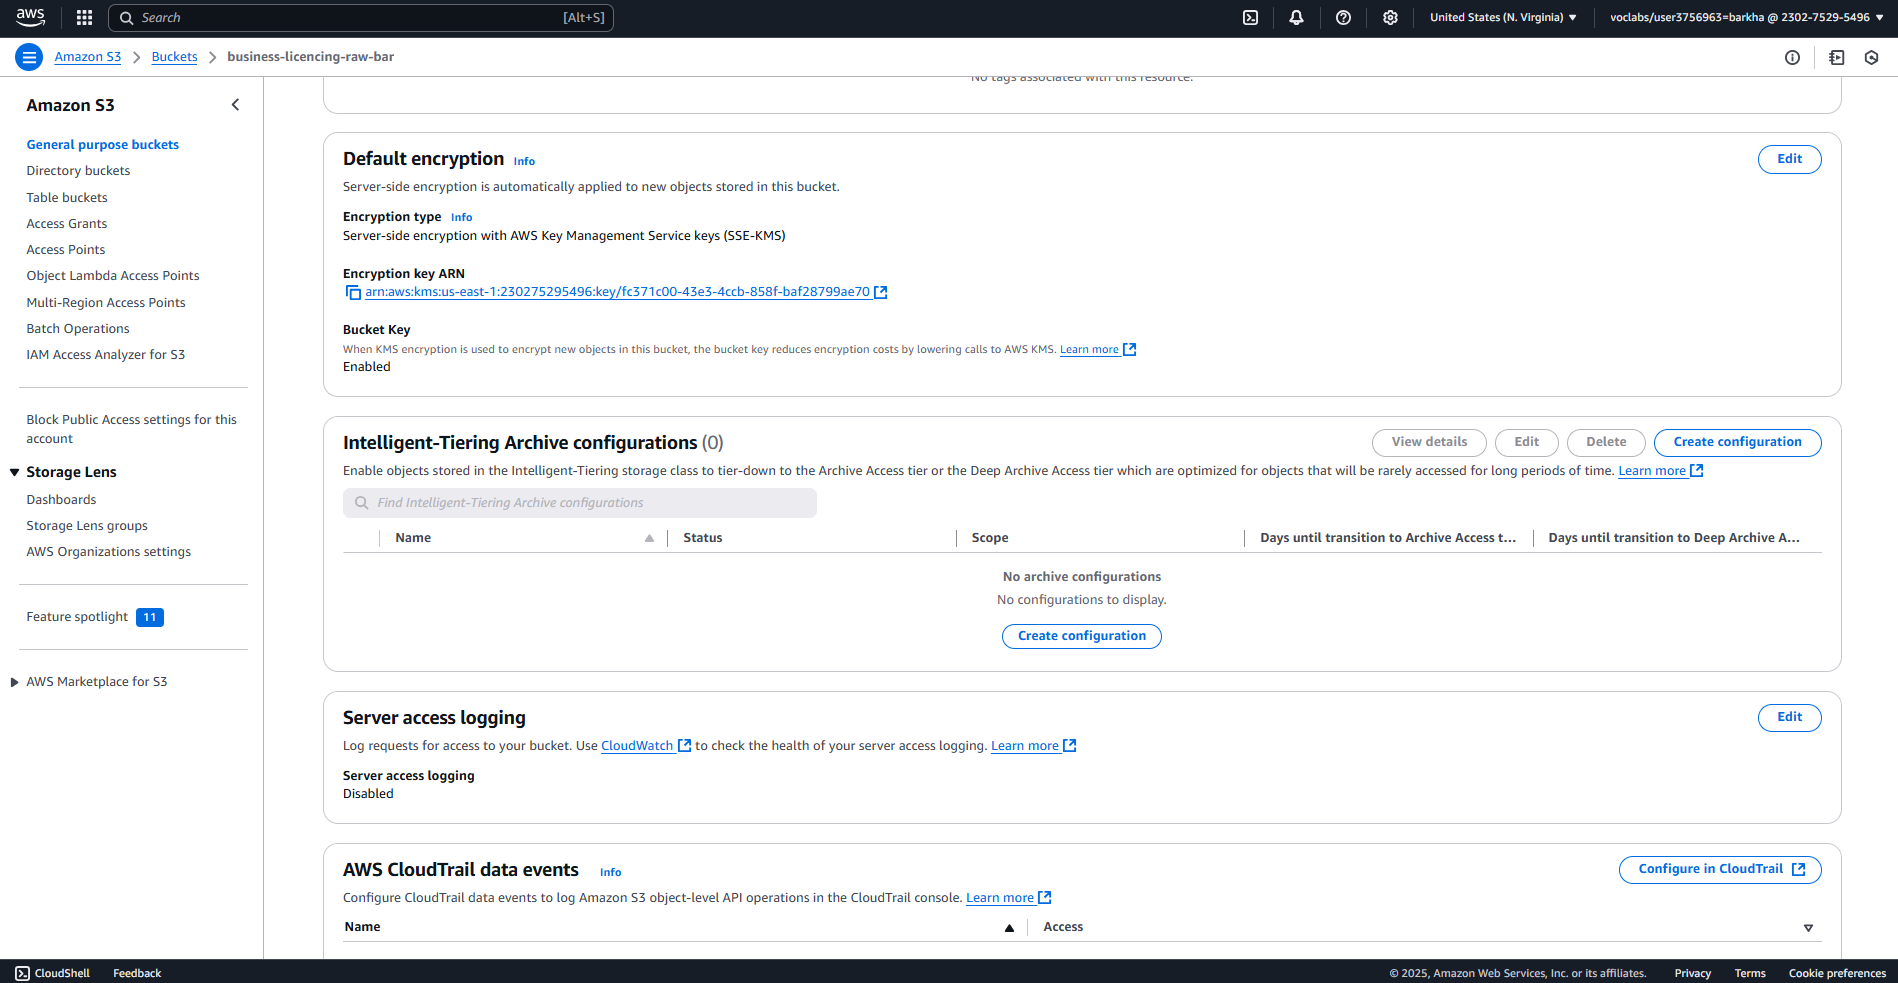 aws
Search [Alt+S]
United States (N. Virginia)
voclabs/user3756963=barkha @ 2302-7529-5496
Amazon S3
Buckets
business-licencing-raw-bar
Amazon S3
General purpose buckets
Directory buckets
Table buckets
Access Grants
Access Points
Object Lambda Access Points
Multi-Region Access Points
Batch Operations
IAM Access Analyzer for S3
Block Public Access settings for this
account
Storage Lens
Dashboards
Storage Lens groups
AWS Organizations settings
Feature spotlight 11
AWS Marketplace for S3
No tags associated with this resource.
Default encryption Info
Edit
Server-side encryption is automatically applied to new objects stored in this bucket.
Encryption type Info
Server-side encryption with AWS Key Management Service keys (SSE-KMS)
Encryption key ARN
arn:aws:kms:us-east-1:230275295496:key/fc371c00-43e3-4ccb-858f-baf28799ae70
Bucket Key
When KMS encryption is used to encrypt new objects in this bucket, the bucket key reduces encryption costs by lowering calls to AWS KMS. Learn more
Enabled
Intelligent-Tiering Archive configurations (0)
View details Edit Delete Create configuration
Enable objects stored in the Intelligent-Tiering storage class to tier-down to the Archive Access tier or the Deep Archive Access tier which are optimized for objects that will be rarely accessed for long periods of time. Learn more
Find Intelligent-Tiering Archive configurations
Name Status Scope Days until transition to Archive Access t... Days until transition to Deep Archive A...
No archive configurations
No configurations to display.
Create configuration
Server access logging
Edit
Log requests for access to your bucket. Use CloudWatch to check the health of your server access logging. Learn more
Server access logging
Disabled
AWS CloudTrail data events Info
Configure in CloudTrail
Configure CloudTrail data events to log Amazon S3 object-level API operations in the CloudTrail console. Learn more
Name Access
CloudShell Feedback
© 2025, Amazon Web Services, Inc. or its affiliates. Privacy Terms Cookie preferences